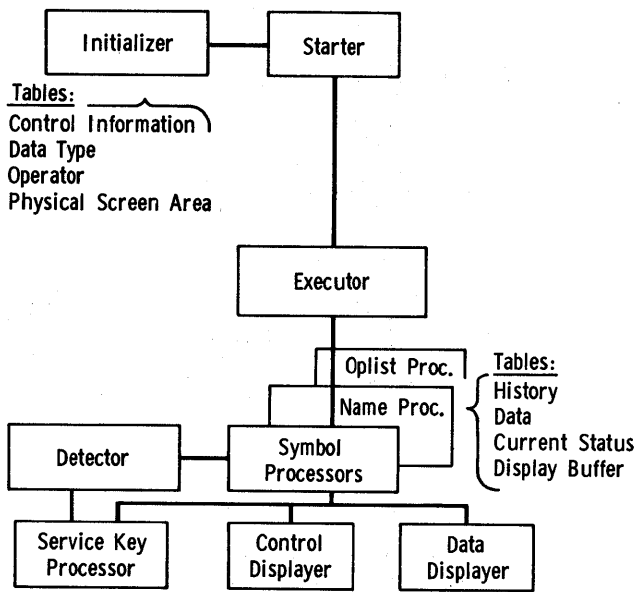 Initializer
Starter
Tables:
Control Information
Data Type
Operator
Physical Screen Area
Executor
Oplist Proc.
Name Proc.
Tables:
History
Data
Current Status
Display Buffer
Detector
Symbol
Processors
Service Key
Processor
Control
Displayer
Data
Displayer